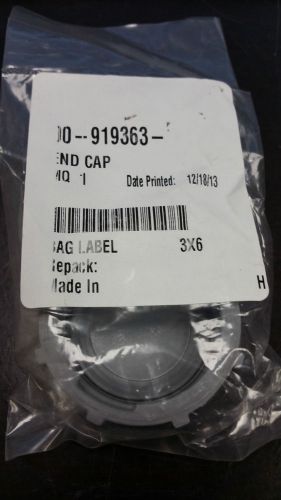 00-919363-
END CAP
MQ 1 Date Printed: 12/18/13
BAG LABEL 3X6
Repack:
Made In H